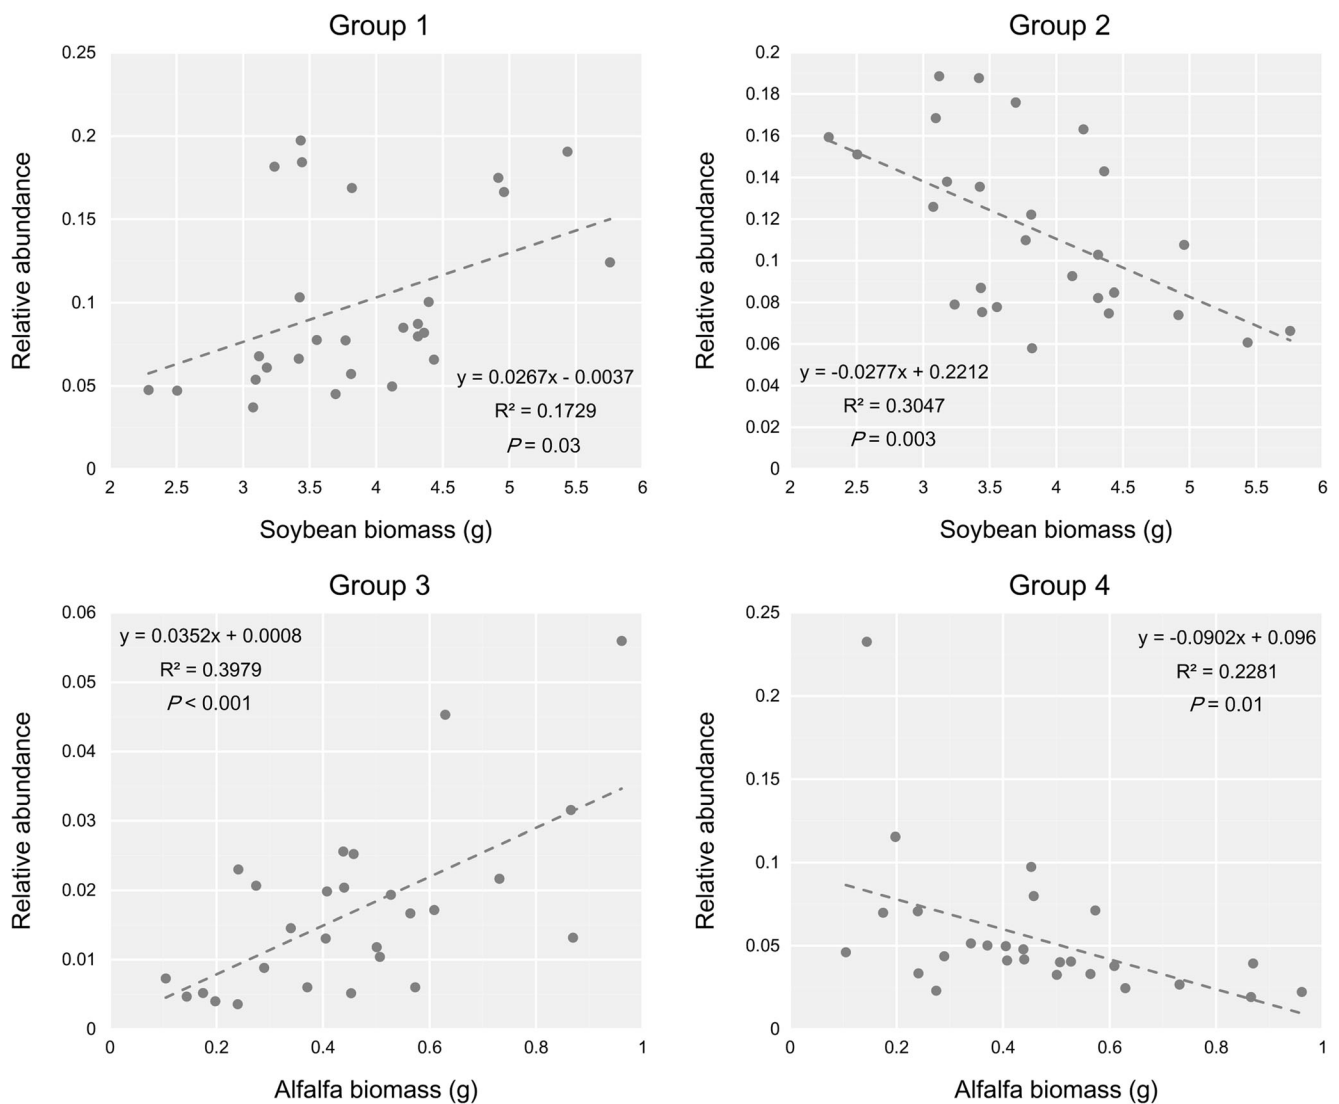 Group 1
0.25
0.2
0.15
0.1
0.05
0
Relative abundance
y = 0.0267x - 0.0037
R² = 0.1729
P = 0.03
2 2.5 3 3.5 4 4.5 5 5.5 6
Soybean biomass (g)
Group 2
0.2
0.18
0.16
0.14
0.12
0.1
0.08
0.06
0.04
0.02
0
Relative abundance
y = -0.0277x + 0.2212
R² = 0.3047
P = 0.003
2 2.5 3 3.5 4 4.5 5 5.5 6
Soybean biomass (g)
Group 3
0.06
0.05
0.04
0.03
0.02
0.01
0
Relative abundance
y = 0.0352x + 0.0008
R² = 0.3979
P < 0.001
0 0.2 0.4 0.6 0.8 1
Alfalfa biomass (g)
Group 4
0.25
0.2
0.15
0.1
0.05
0
Relative abundance
y = -0.0902x + 0.096
R² = 0.2281
P = 0.01
0 0.2 0.4 0.6 0.8 1
Alfalfa biomass (g)